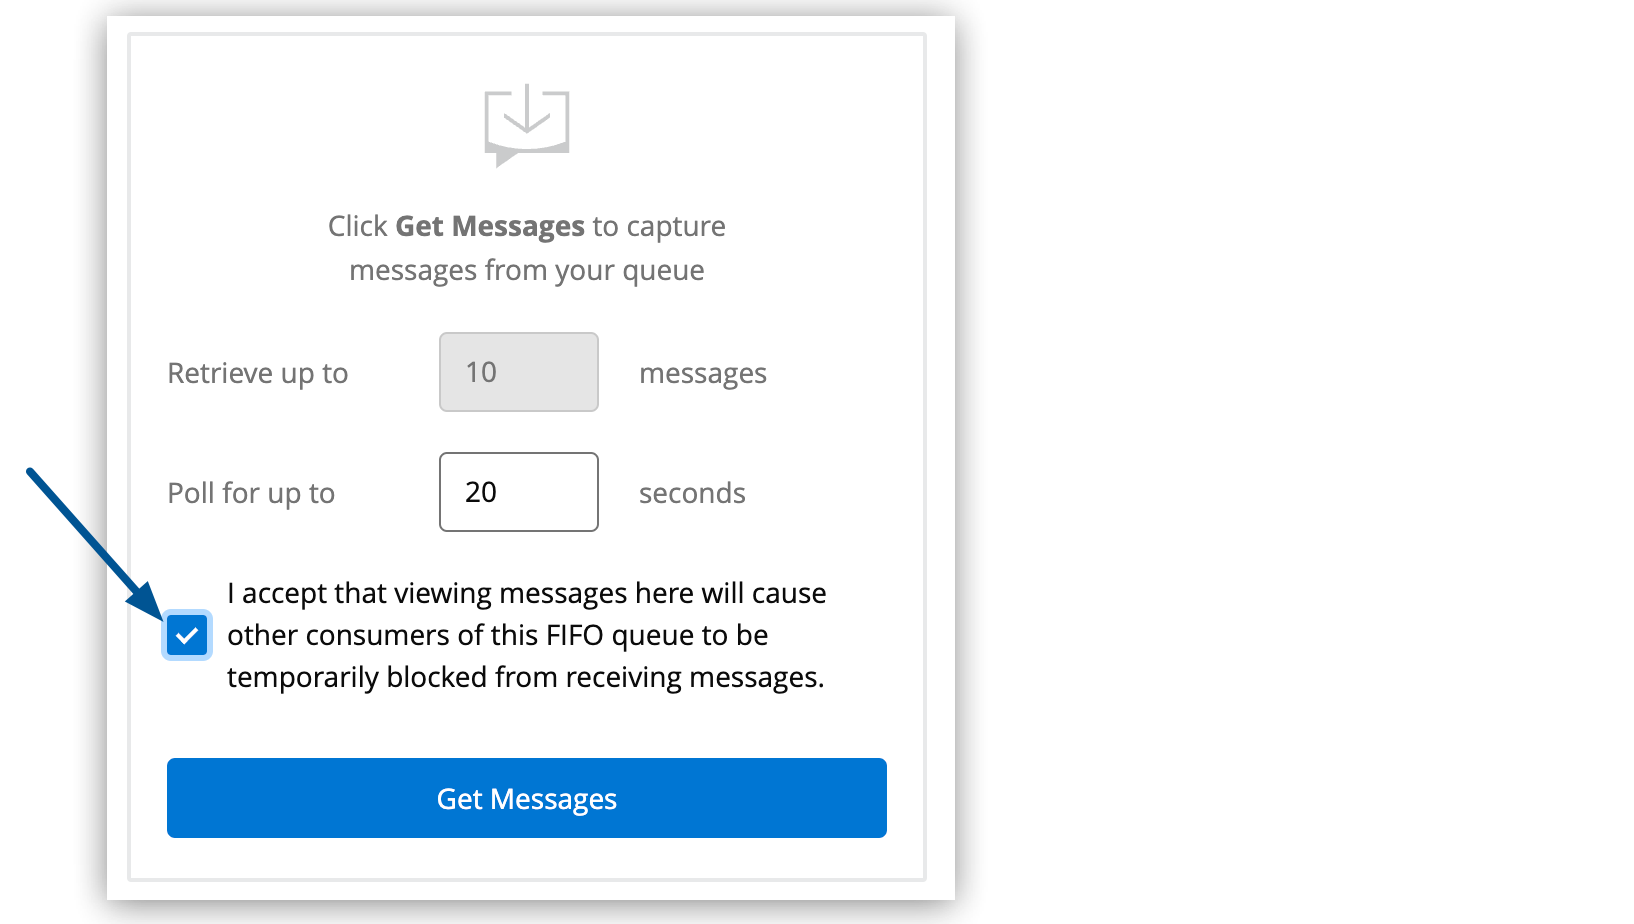 Click Get Messages to capture
messages from your queue
Retrieve up to 10 messages
Poll for up to 20 seconds
I accept that viewing messages here will cause
other consumers of this FIFO queue to be
temporarily blocked from receiving messages.
Get Messages